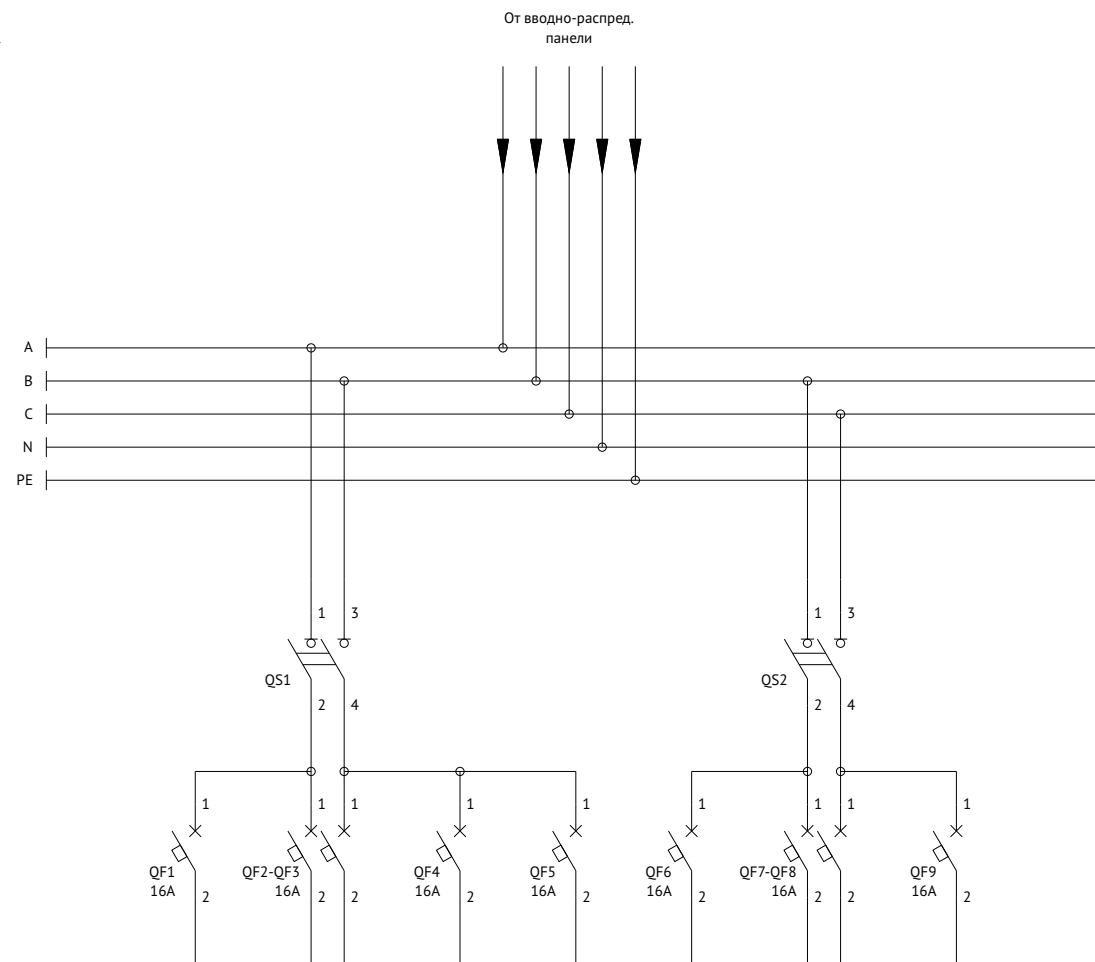 От вводно-распред.
панели
A
B
C
N
PE
1 3 1 3
QS1 QS2
2 4 2 4
1 1 1 1 1 1 1 1 1
QF1 QF2-QF3 QF4 QF5 QF6 QF7-QF8 QF9
16A 16A 16A 16A 16A 16A 16A
2 2 2 2 2 2 2 2 2